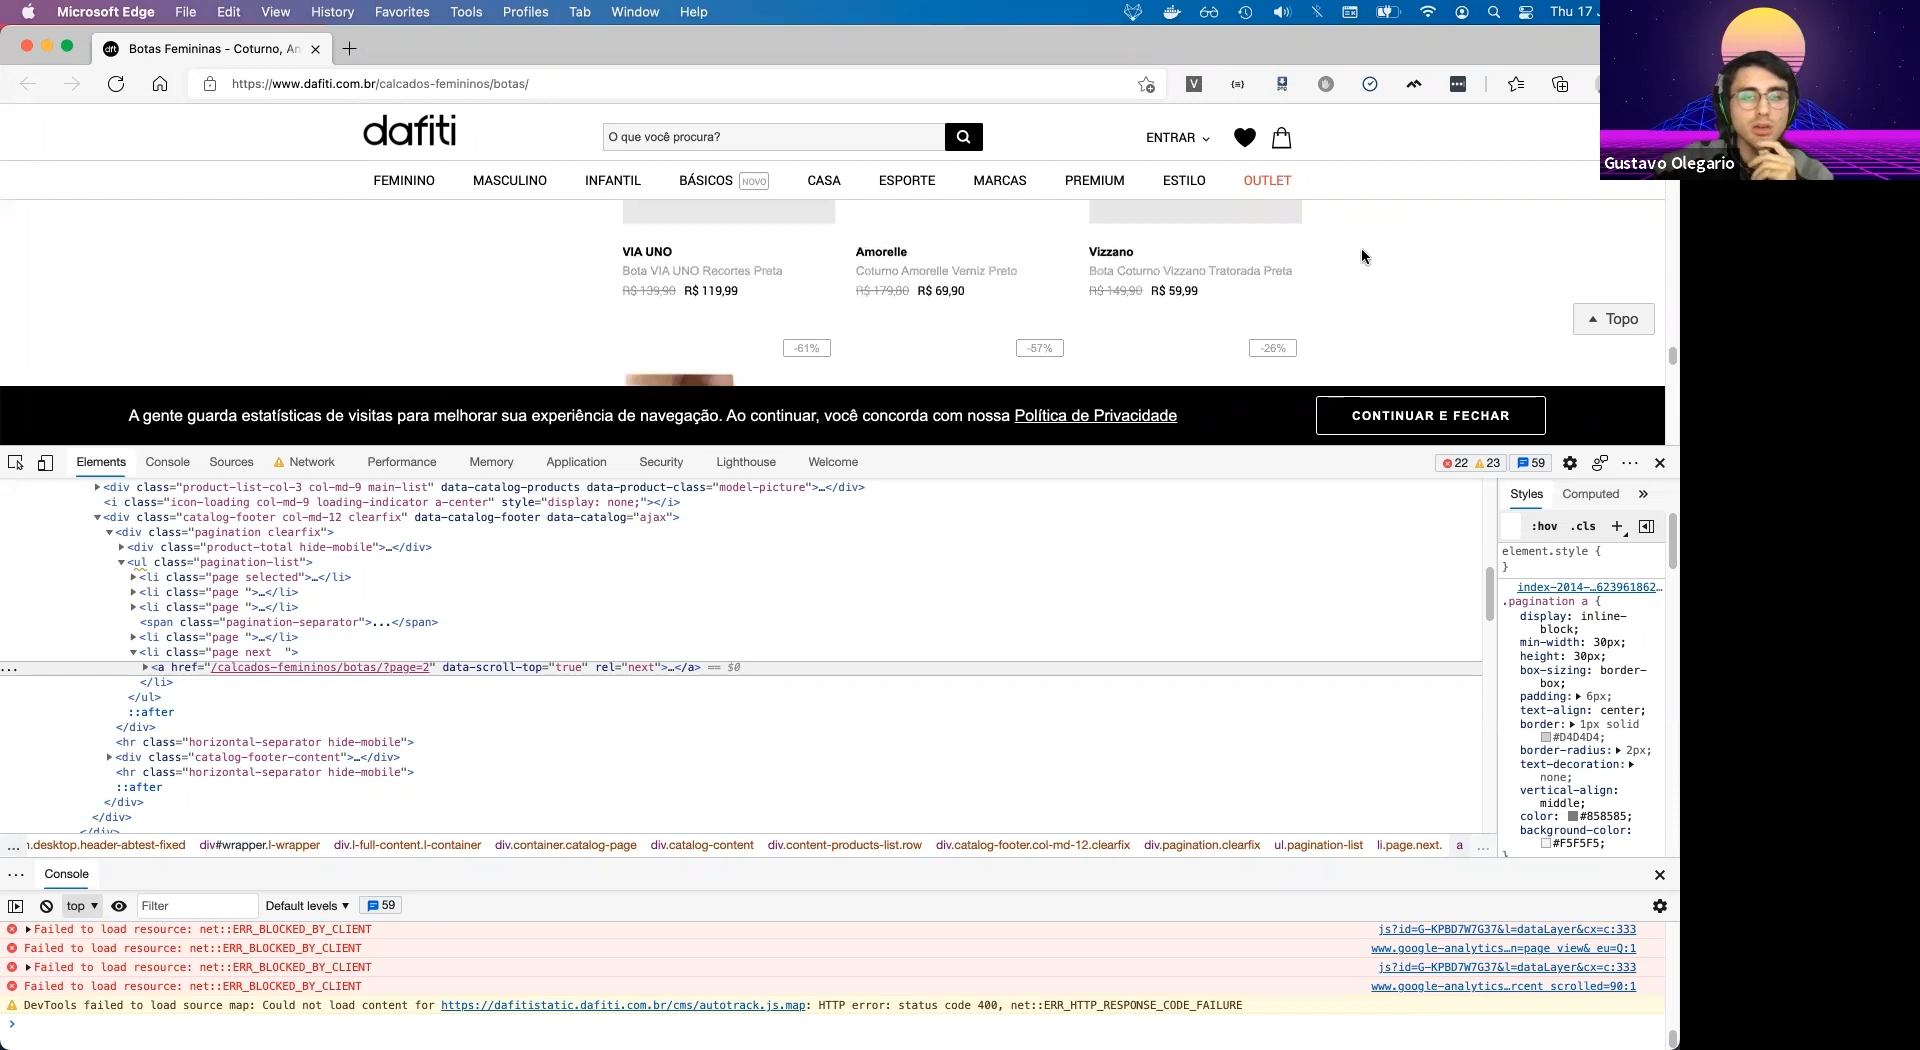 Microsoft Edge File Edit View History Favorites Tools Profiles Tab Window Help Thu 17
dft Botas Femininas - Coturno, An
https://www.dafiti.com.br/calcados-femininos/botas/
Gustavo Olegario
dafiti
O que você procura?
ENTRAR
FEMININO MASCULINO INFANTIL BÁSICOS NOVO CASA ESPORTE MARCAS PREMIUM ESTILO OUTLET
VIA UNO
Bota VIA UNO Recortes Preta
R$ 139,90 R$ 119,99
Amorelle
Coturno Amorelle Verniz Preto
R$ 179,80 R$ 69,90
Vizzano
Bota Coturno Vizzano Tratorada Preta
R$ 149,90 R$ 59,99
Topo
-61% -57% -26%
A gente guarda estatísticas de visitas para melhorar sua experiência de navegação. Ao continuar, você concorda com nossa Política de Privacidade
CONTINUAR E FECHAR
Elements Console Sources Network Performance Memory Application Security Lighthouse Welcome 22 23 59
<div class="product-list-col-3 col-md-9 main-list" data-catalog-products data-product-class="model-picture">…</div>
<i class="icon-loading col-md-9 loading-indicator a-center" style="display: none;"></i>
<div class="catalog-footer col-md-12 clearfix" data-catalog-footer data-catalog="ajax">
<div class="pagination clearfix">
<div class="product-total hide-mobile">…</div>
<ul class="pagination-list">
<li class="page selected">…</li>
<li class="page ">…</li>
<li class="page ">…</li>
<span class="pagination-separator">...</span>
<li class="page ">…</li>
<li class="page next  ">
... <a href="/calcados-femininos/botas/?page=2" data-scroll-top="true" rel="next">…</a> == $0
</li>
</ul>
::after
</div>
<hr class="horizontal-separator hide-mobile">
<div class="catalog-footer-content">…</div>
<hr class="horizontal-separator hide-mobile">
::after
</div>
</div>
</div>
Styles Computed
:hov .cls
element.style {
}
index-2014-…623961862…
.pagination a {
display: inline-
block;
min-width: 30px;
height: 30px;
box-sizing: border-
box;
padding: 6px;
text-align: center;
border: 1px solid
#D4D4D4;
border-radius: 2px;
text-decoration:
none;
vertical-align:
middle;
color: #858585;
background-color:
#F5F5F5;
}
... .desktop.header-abtest-fixed div#wrapper.l-wrapper div.l-full-content.l-container div.container.catalog-page div.catalog-content div.content-products-list.row div.catalog-footer.col-md-12.clearfix div.pagination.clearfix ul.pagination-list li.page.next. a ...
Console
top Filter Default levels 59
Failed to load resource: net::ERR_BLOCKED_BY_CLIENT js?id=G-KPBD7W7G37&l=dataLayer&cx=c:333
Failed to load resource: net::ERR_BLOCKED_BY_CLIENT www.google-analytics…n=page_view&_eu=Q:1
Failed to load resource: net::ERR_BLOCKED_BY_CLIENT js?id=G-KPBD7W7G37&l=dataLayer&cx=c:333
Failed to load resource: net::ERR_BLOCKED_BY_CLIENT www.google-analytics…rcent_scrolled=90:1
DevTools failed to load source map: Could not load content for https://dafitistatic.dafiti.com.br/cms/autotrack.js.map: HTTP error: status code 400, net::ERR_HTTP_RESPONSE_CODE_FAILURE